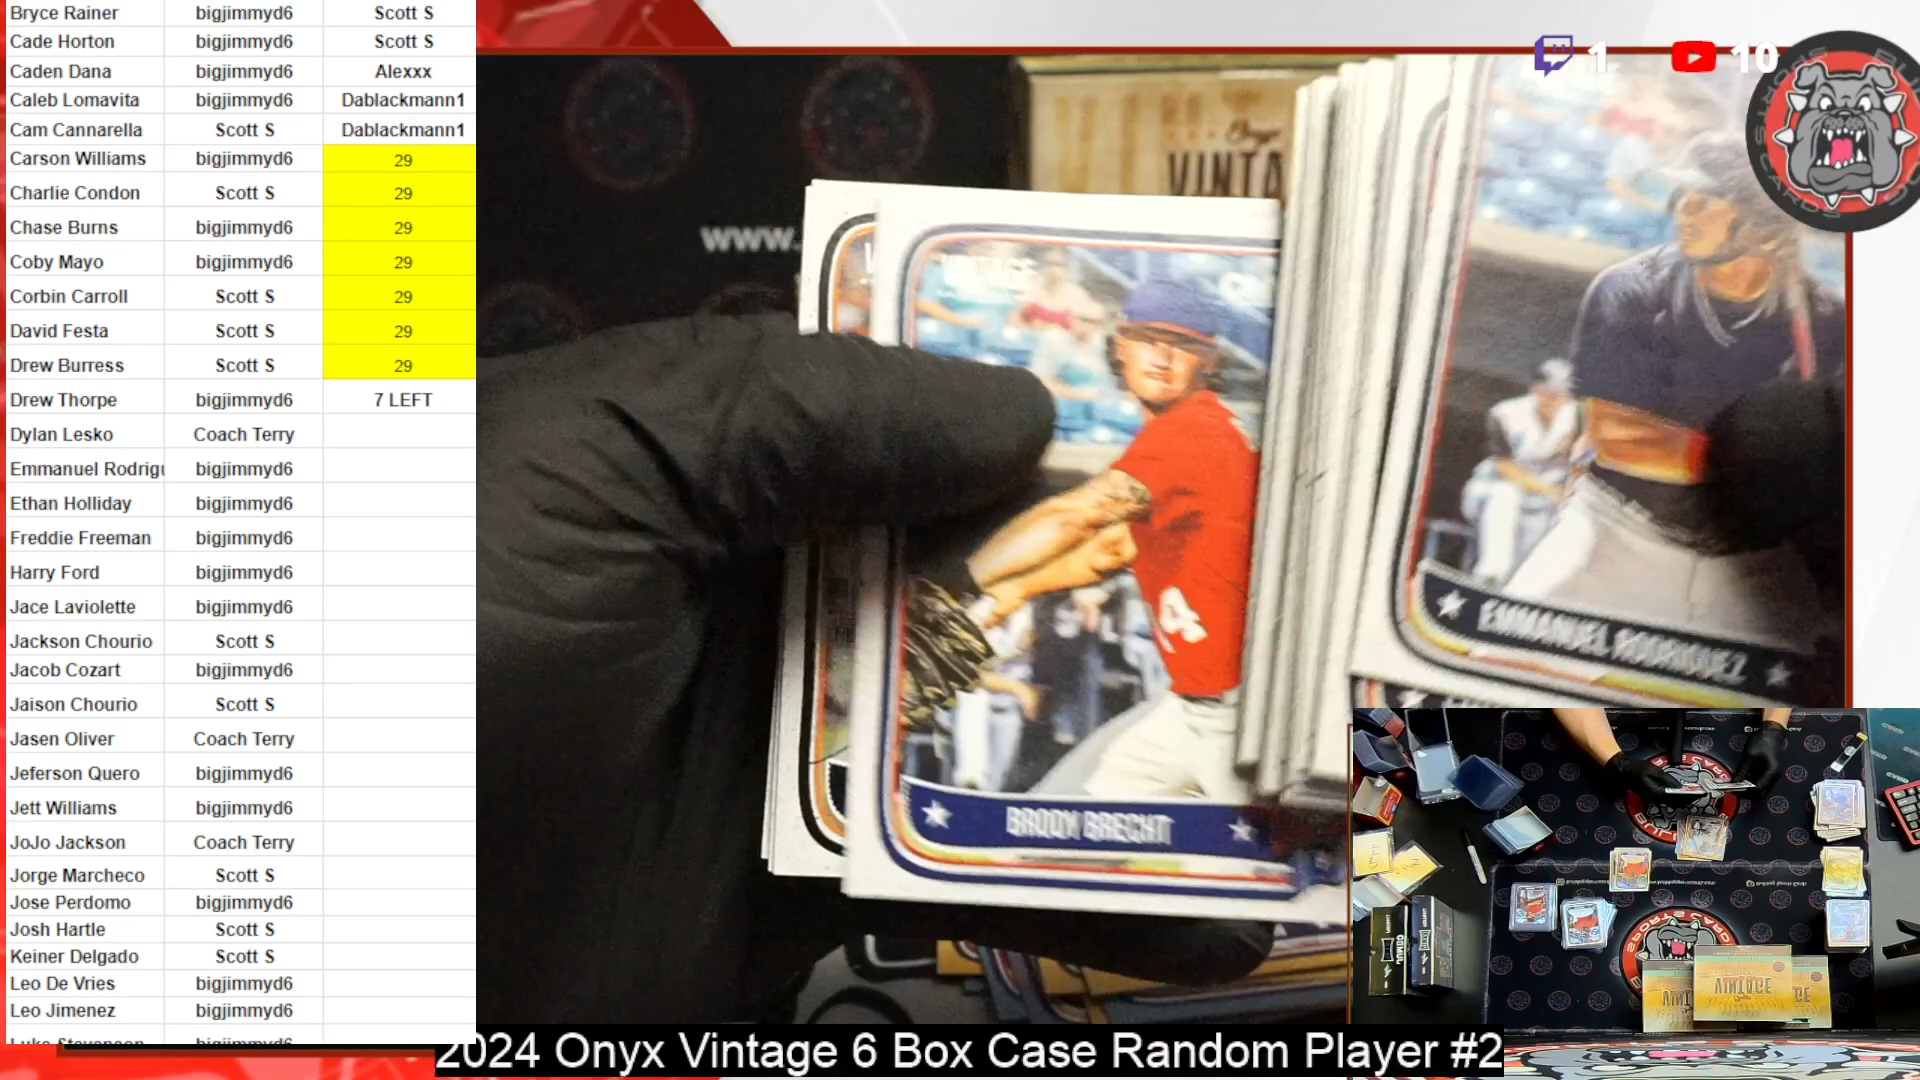 Bryce Rainer bigjimmyd6 Scott S
Cade Horton bigjimmyd6 Scott S
Caden Dana bigjimmyd6 Alexxx
Caleb Lomavita bigjimmyd6 Dablackmann1
Cam Cannarella Scott S Dablackmann1
Carson Williams bigjimmyd6 29
Charlie Condon Scott S 29
Chase Burns bigjimmyd6 29
Coby Mayo bigjimmyd6 29
Corbin Carroll Scott S 29
David Festa Scott S 29
Drew Burress Scott S 29
Drew Thorpe bigjimmyd6 7 LEFT
Dylan Lesko Coach Terry
Emmanuel Rodrigu bigjimmyd6
Ethan Holliday bigjimmyd6
Freddie Freeman bigjimmyd6
Harry Ford bigjimmyd6
Jace Laviolette bigjimmyd6
Jackson Chourio Scott S
Jacob Cozart bigjimmyd6
Jaison Chourio Scott S
Jasen Oliver Coach Terry
Jeferson Quero bigjimmyd6
Jett Williams bigjimmyd6
JoJo Jackson Coach Terry
Jorge Marcheco Scott S
Jose Perdomo bigjimmyd6
Josh Hartle Scott S
Keiner Delgado Scott S
Leo De Vries bigjimmyd6
Leo Jimenez bigjimmyd6
1 10
www.
Onyx
VINTA
4
BRODY BRECHT
EMMANUEL RODRIGUEZ
VINTAGE
2024 Onyx Vintage 6 Box Case Random Player #2